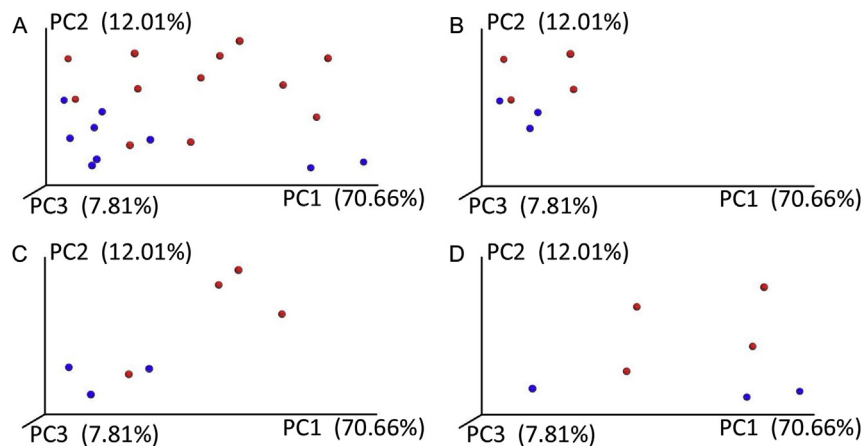 A
PC2 (12.01%)
PC3 (7.81%)
PC1 (70.66%)
B
PC2 (12.01%)
PC3 (7.81%)
PC1 (70.66%)
C
PC2 (12.01%)
PC3 (7.81%)
PC1 (70.66%)
D
PC2 (12.01%)
PC3 (7.81%)
PC1 (70.66%)